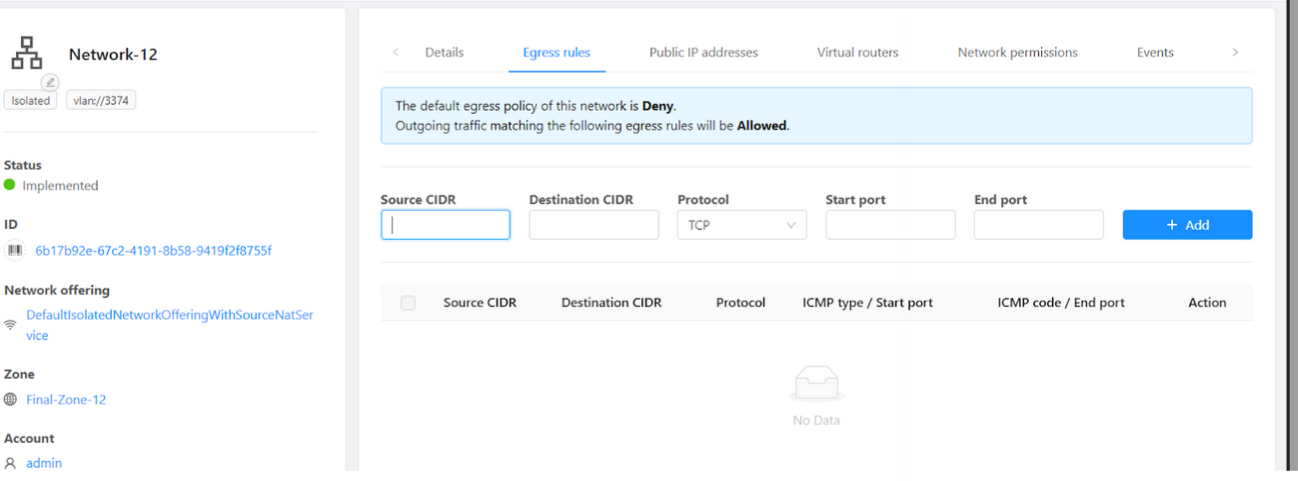 Network-12
Isolated
vlan://3374
Status
Implemented
ID
6b17b92e-67c2-4191-8b58-9419f2f8755f
Network offering
DefaultIsolatedNetworkOfferingWithSourceNatSer
vice
Zone
Final-Zone-12
Account
admin
< Details Egress rules Public IP addresses Virtual routers Network permissions Events >
The default egress policy of this network is Deny.
Outgoing traffic matching the following egress rules will be Allowed.
Source CIDR Destination CIDR Protocol Start port End port
TCP + Add
Source CIDR Destination CIDR Protocol ICMP type / Start port ICMP code / End port Action
No Data